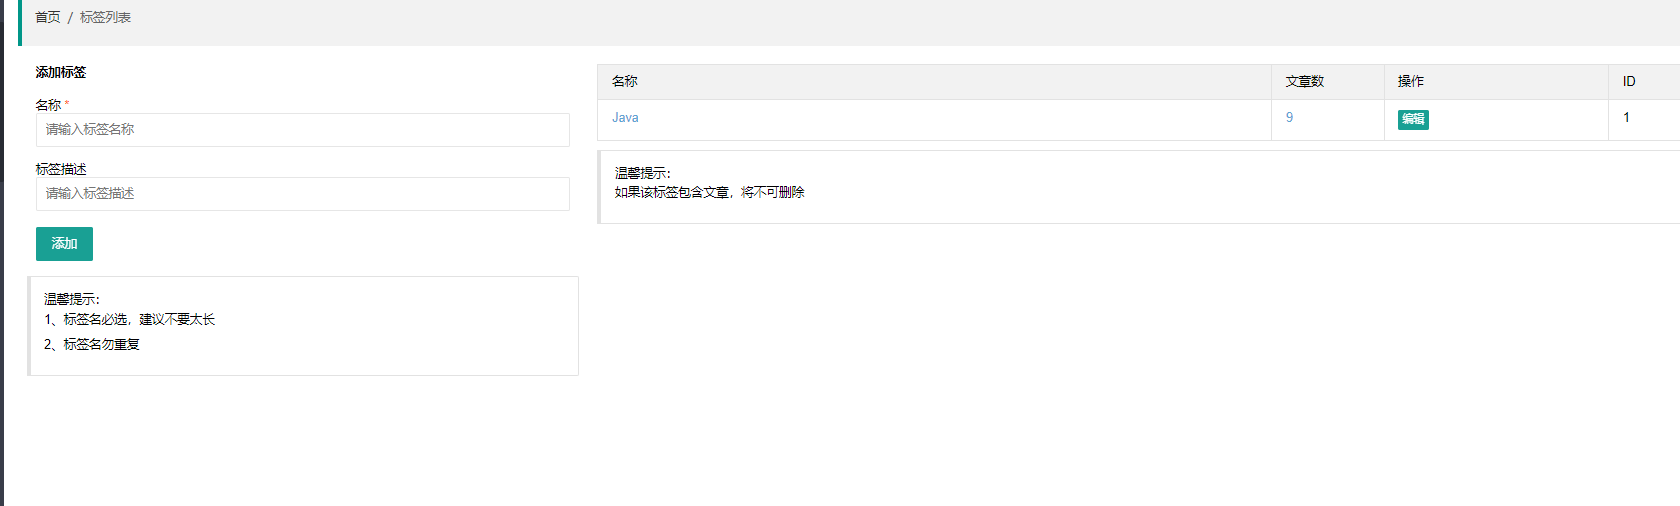 首页 / 标签列表
添加标签
名称 *
请输入标签名称
标签描述
请输入标签描述
添加
温馨提示:
1、标签名必选，建议不要太长
2、标签名勿重复
名称 文章数 操作 ID
Java 9 编辑 1
温馨提示:
如果该标签包含文章，将不可删除